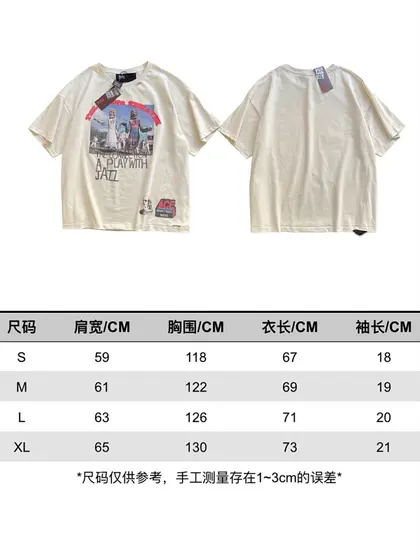 A PLAY WITH
JAZZ
尺码 肩宽/CM 胸围/CM 衣长/CM 袖长/CM
S 59 118 67 18
M 61 122 69 19
L 63 126 71 20
XL 65 130 73 21
*尺码仅供参考，手工测量存在1~3cm的误差*